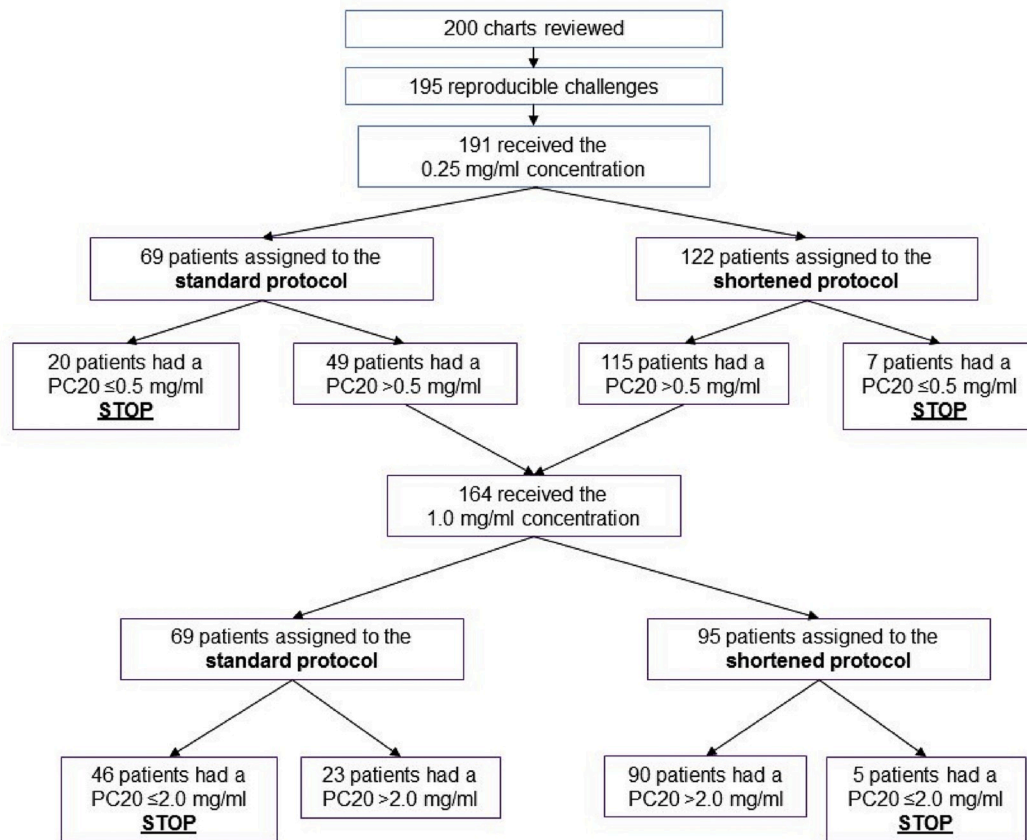 200 charts reviewed
195 reproducible challenges
191 received the
0.25 mg/ml concentration
69 patients assigned to the
standard protocol
122 patients assigned to the
shortened protocol
20 patients had a
PC20 ≤0.5 mg/ml
STOP
49 patients had a
PC20 >0.5 mg/ml
115 patients had a
PC20 >0.5 mg/ml
7 patients had a
PC20 ≤0.5 mg/ml
STOP
164 received the
1.0 mg/ml concentration
69 patients assigned to the
standard protocol
95 patients assigned to the
shortened protocol
46 patients had a
PC20 ≤2.0 mg/ml
STOP
23 patients had a
PC20 >2.0 mg/ml
90 patients had a
PC20 >2.0 mg/ml
5 patients had a
PC20 ≤2.0 mg/ml
STOP